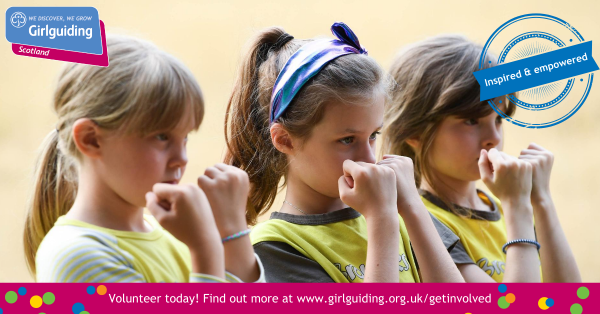 WE DISCOVER, WE GROW
Girlguiding
Scotland
Inspired & empowered
Volunteer today! Find out more at www.girlguiding.org.uk/getinvolved